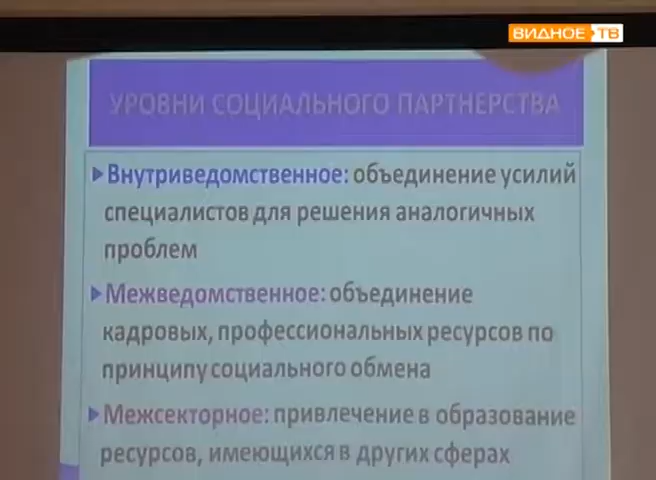 ВИДНОЕ ТВ
УРОВНИ СОЦИАЛЬНОГО ПАРТНЕРСТВА
Внутриведомственное: объединение усилий
специалистов для решения аналогичных
проблем
Межведомственное: объединение
кадровых, профессиональных ресурсов по
принципу социального обмена
Межсекторное: привлечение в образование
ресурсов, имеющихся в других сферах